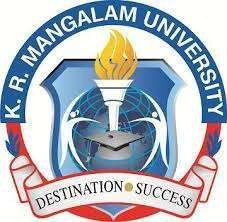 K. R. MANGALAM UNIVERSITY
DESTINATION • SUCCESS